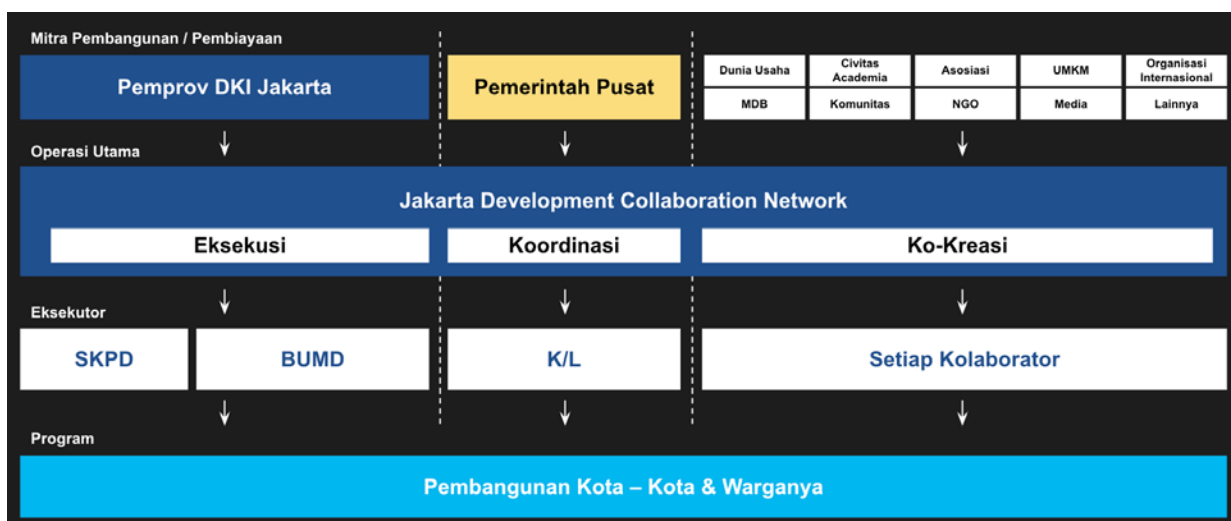 Mitra Pembangunan / Pembiayaan
Pemprov DKI Jakarta
Pemerintah Pusat
Dunia Usaha
Civitas
Academia
Asosiasi
UMKM
Organisasi
Internasional
MDB
Komunitas
NGO
Media
Lainnya
Operasi Utama
Jakarta Development Collaboration Network
Eksekusi
Koordinasi
Ko-Kreasi
Eksekutor
SKPD
BUMD
K/L
Setiap Kolaborator
Program
Pembangunan Kota – Kota & Warganya